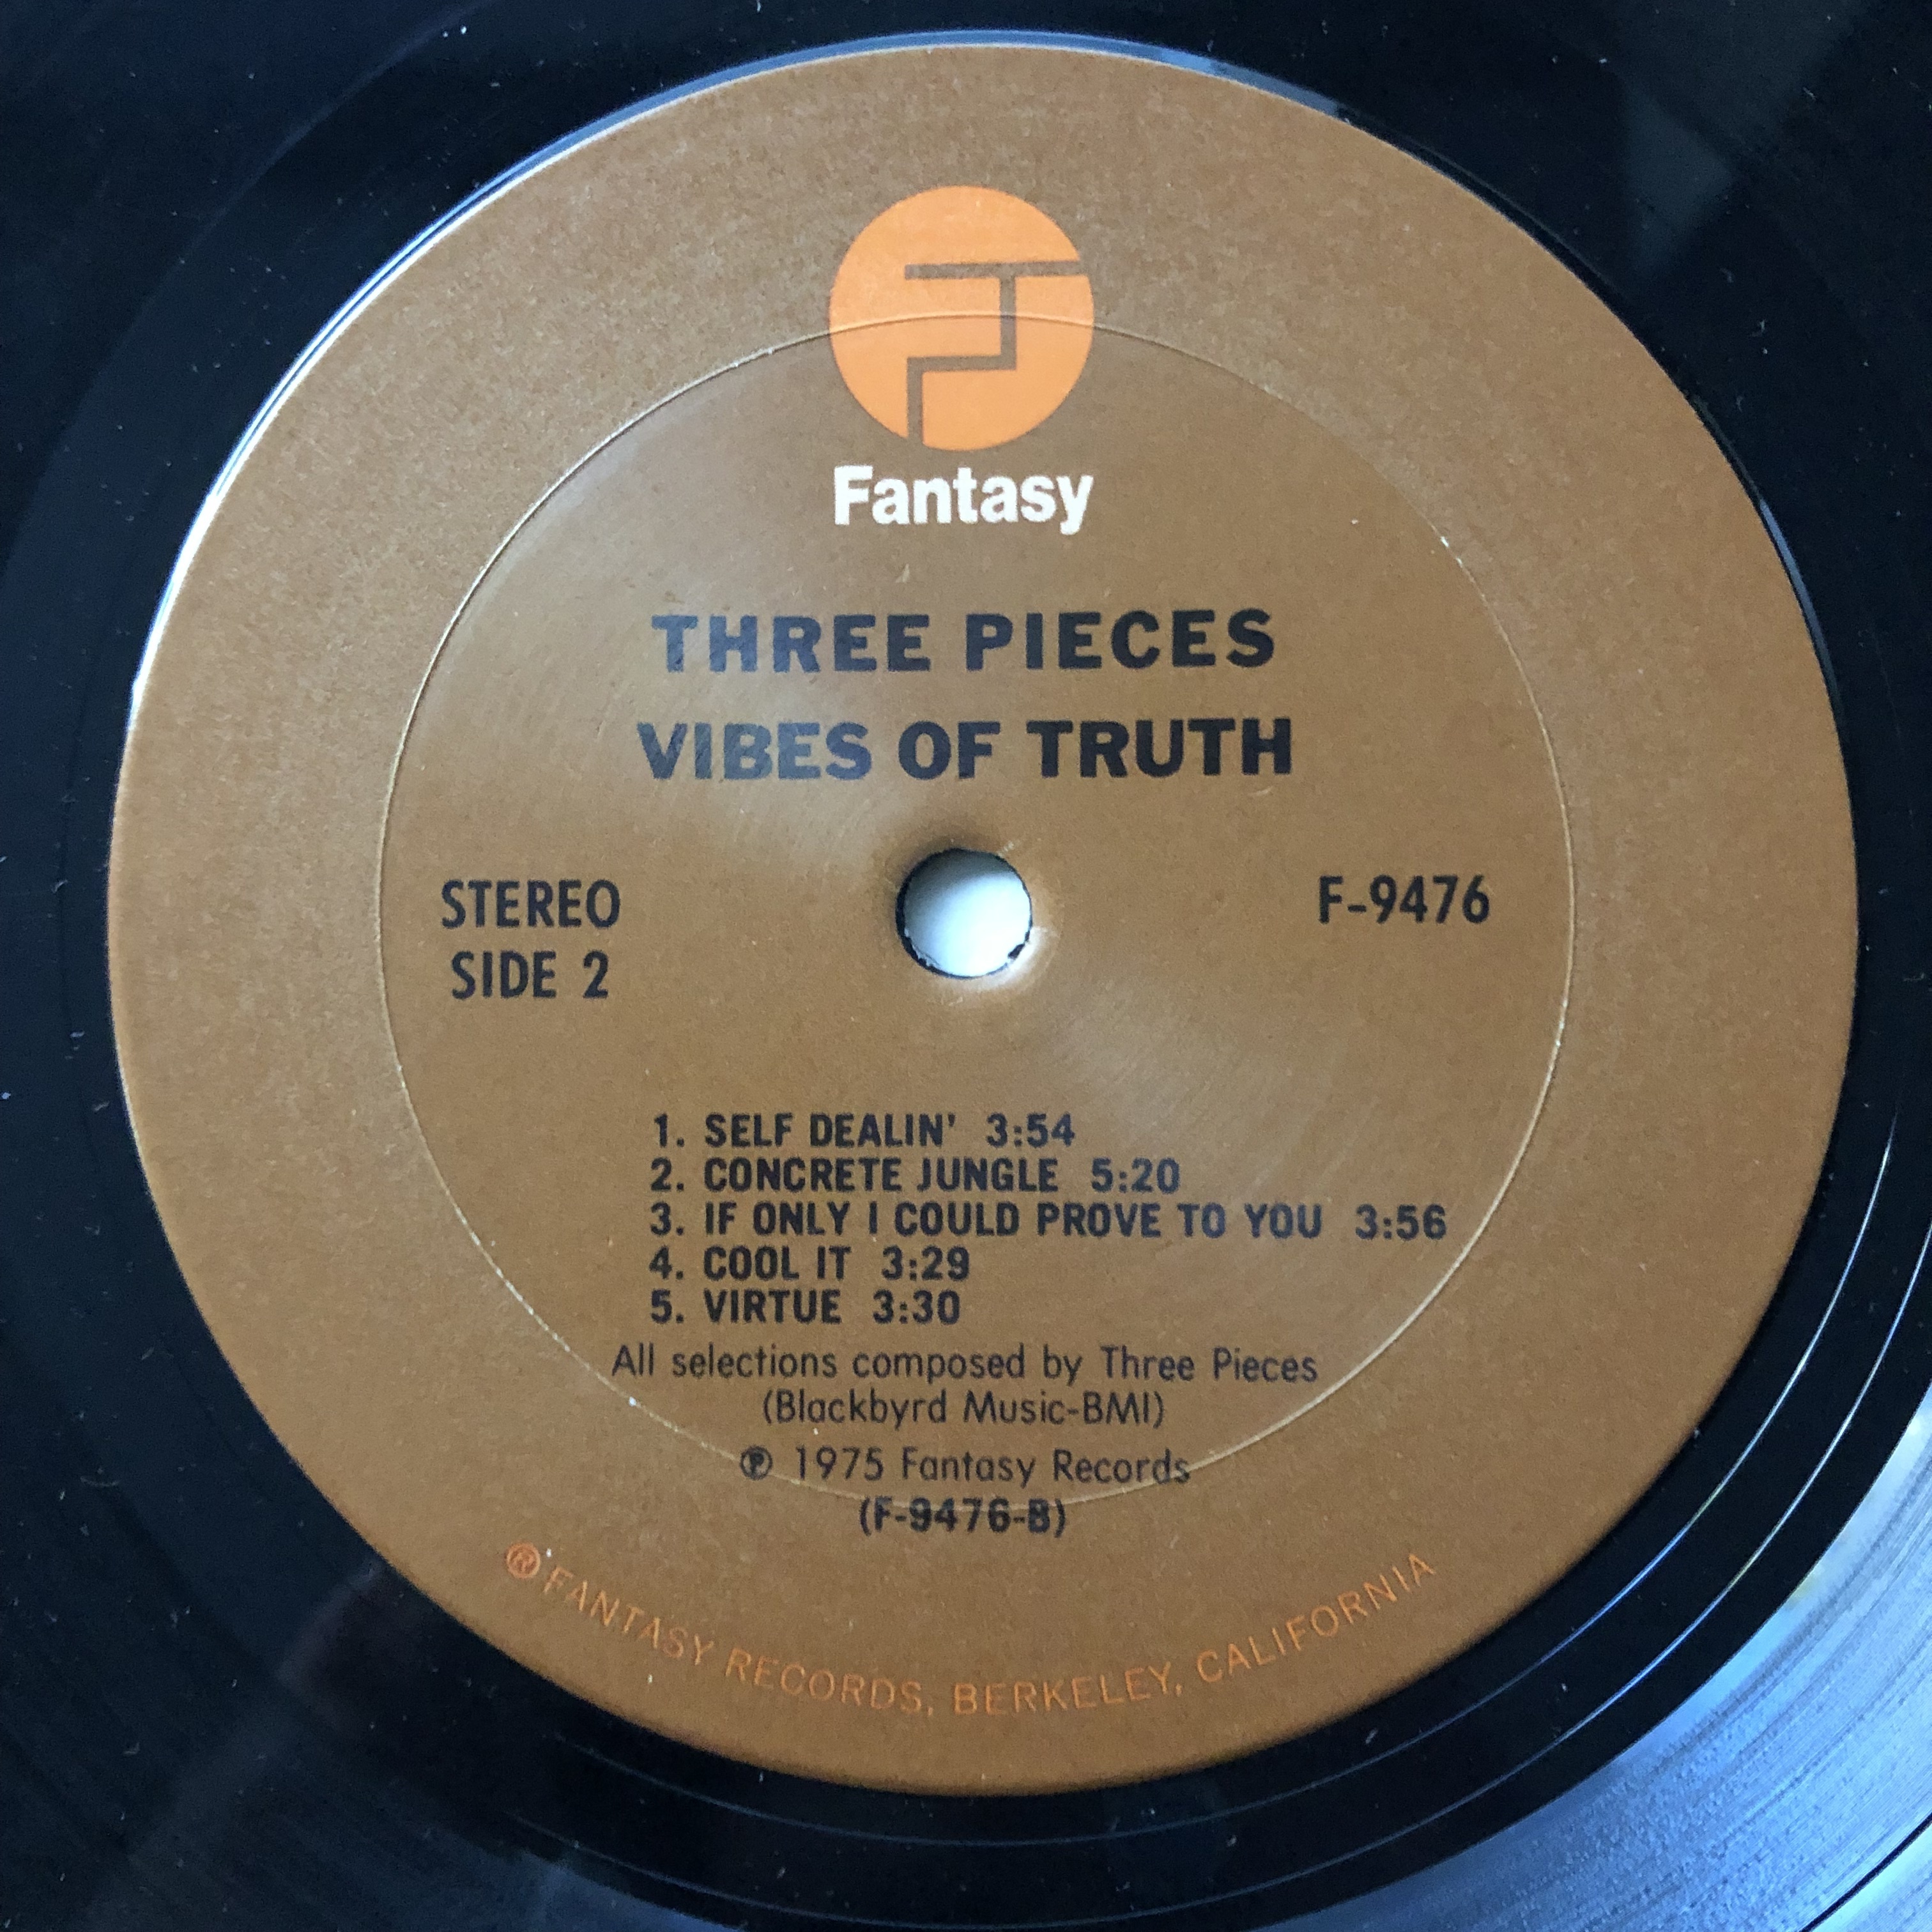 Fantasy
THREE PIECES
VIBES OF TRUTH
STEREO
SIDE 2
F-9476
1. SELF DEALIN' 3:54
2. CONCRETE JUNGLE 5:20
3. IF ONLY I COULD PROVE TO YOU 3:56
4. COOL IT 3:29
5. VIRTUE 3:30
All selections composed by Three Pieces
(Blackbyrd Music-BMI)
℗ 1975 Fantasy Records
(F-9476-B)
® FANTASY RECORDS, BERKELEY, CALIFORNIA